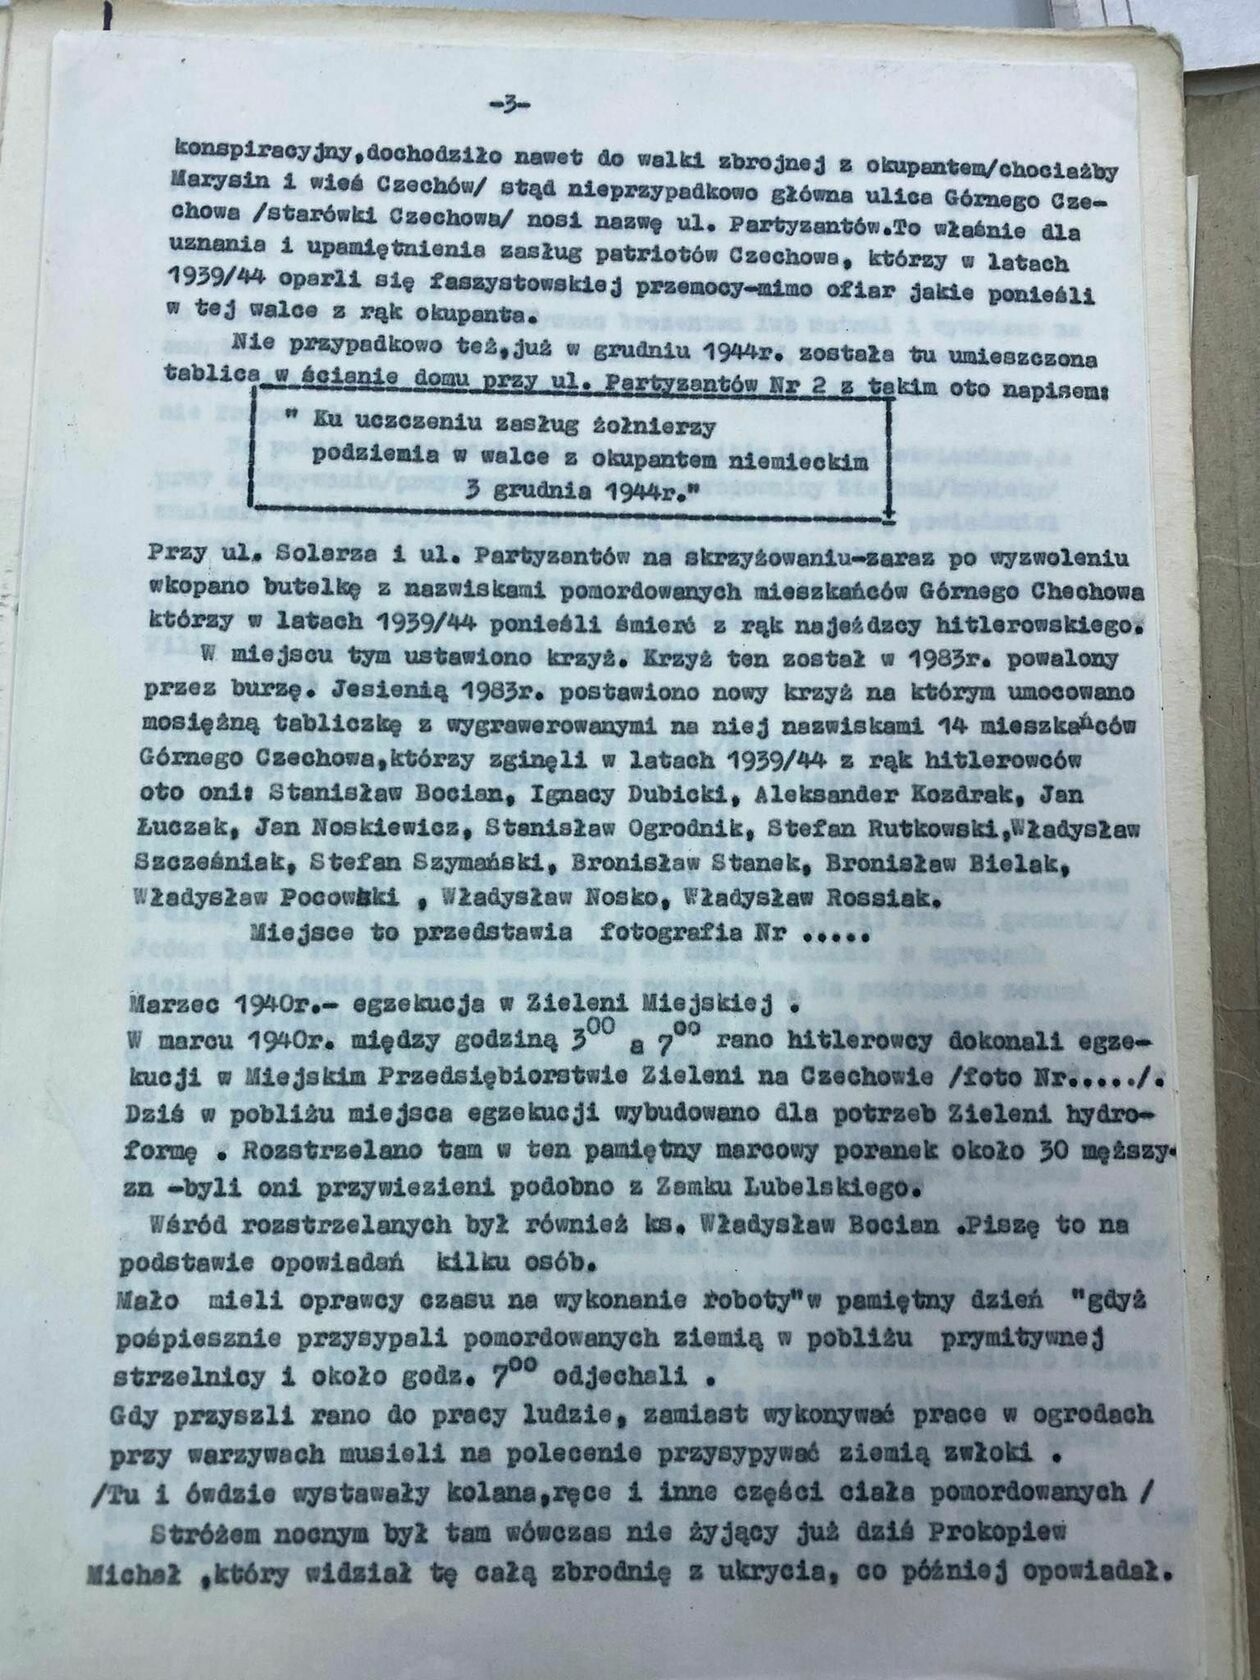 -3-
konspiracyjny,dochodziło nawet do walki zbrojnej z okupantem/chociażby
Marysin i wieś Czechów/ stąd nieprzypadkowo główna ulica Górnego Cze-
chowa /starówki Czechowa/ nosi nazwę ul. Partyzantów.To właśnie dla
uznania i upamiętnienia zasług patriotów Czechowa, którzy w latach
1939/44 oparli się faszystowskiej przemocy-mimo ofiar jakie ponieśli
w tej walce z rąk okupanta.
Nie przypadkowo też,już w grudniu 1944r. została tu umieszczona
tablica w ścianie domu przy ul. Partyzantów Nr 2 z takim oto napisem:
" Ku uczczeniu zasług żołnierzy
podziemia w walce z okupantem niemieckim
3 grudnia 1944r."
Przy ul. Solarza i ul. Partyzantów na skrzyżowaniu-zaraz po wyzwoleniu
wkopano butelkę z nazwiskami pomordowanych mieszkańców Górnego Chechowa
którzy w latach 1939/44 ponieśli śmierć z rąk najeźdzcy hitlerowskiego.
W miejscu tym ustawiono krzyż. Krzyż ten został w 1983r. powalony
przez burzę. Jesienią 1983r. postawiono nowy krzyż na którym umocowano
mosiężną tabliczkę z wygrawerowanymi na niej nazwiskami 14 mieszkańców
Górnego Czechowa,którzy zginęli w latach 1939/44 z rąk hitlerowców
oto oni: Stanisław Bocian, Ignacy Dubicki, Aleksander Kozdrak, Jan
Łuczak, Jan Noskiewicz, Stanisław Ogrodnik, Stefan Rutkowski,Władysław
Szcześniak, Stefan Szymański, Bronisław Stanek, Bronisław Bielak,
Władysław Pocowski , Władysław Nosko, Władysław Rossiak.
Miejsce to przedstawia fotografia Nr .....
Marzec 1940r.- egzekucja w Zieleni Miejskiej .
W marcu 1940r. między godziną 3⁰⁰ a 7⁰⁰ rano hitlerowcy dokonali egze-
kucji w Miejskim Przedsiębiorstwie Zieleni na Czechowie /foto Nr...../.
Dziś w pobliżu miejsca egzekucji wybudowano dla potrzeb Zieleni hydro-
formę . Rozstrzelano tam w ten pamiętny marcowy poranek około 30 męższy-
zn -byli oni przywiezieni podobno z Zamku Lubelskiego.
Wśród rozstrzelanych był również ks. Władysław Bocian .Piszę to na
podstawie opowiadań kilku osób.
Mało mieli oprawcy czasu na wykonanie roboty"w pamiętny dzień "gdyż
pośpiesznie przysypali pomordowanych ziemią w pobliżu prymitywnej
strzelnicy i około godz. 7⁰⁰ odjechali .
Gdy przyszli rano do pracy ludzie, zamiast wykonywać prace w ogrodach
przy warzywach musieli na polecenie przysypywać ziemią zwłoki .
/Tu i ówdzie wystawały kolana,ręce i inne części ciała pomordowanych /
Stróżem nocnym był tam wówczas nie żyjący już dziś Prokopiew
Michał ,który widział tę całą zbrodnię z ukrycia, co później opowiadał.